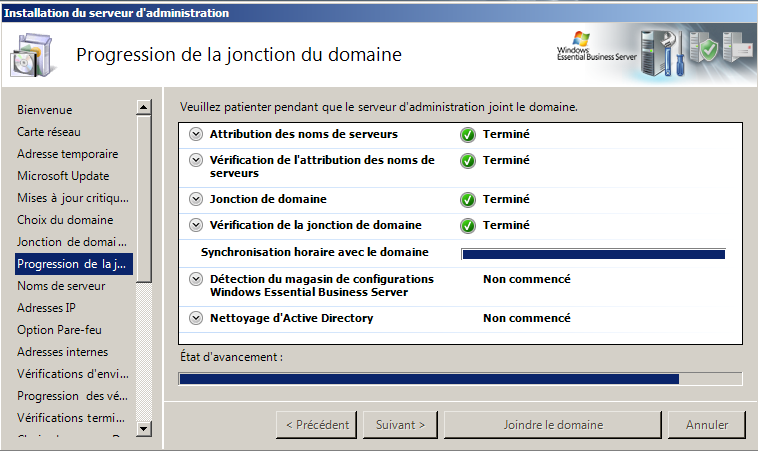 Installation du serveur d'administration
Progression de la jonction du domaine
Windows
Essential Business Server
Bienvenue
Carte réseau
Adresse temporaire
Microsoft Update
Mises à jour critiqu...
Choix du domaine
Jonction de domai...
Progression de la j...
Noms de serveur
Adresses IP
Option Pare-feu
Adresses internes
Vérifications d'envi...
Progression des vé...
Vérifications termi...
Veuillez patienter pendant que le serveur d'administration joint le domaine.
Attribution des noms de serveurs Terminé
Vérification de l'attribution des noms de Terminé
serveurs
Jonction de domaine Terminé
Vérification de la jonction de domaine Terminé
Synchronisation horaire avec le domaine
Détection du magasin de configurations Non commencé
Windows Essential Business Server
Nettoyage d'Active Directory Non commencé
État d'avancement :
< Précédent Suivant > Joindre le domaine Annuler